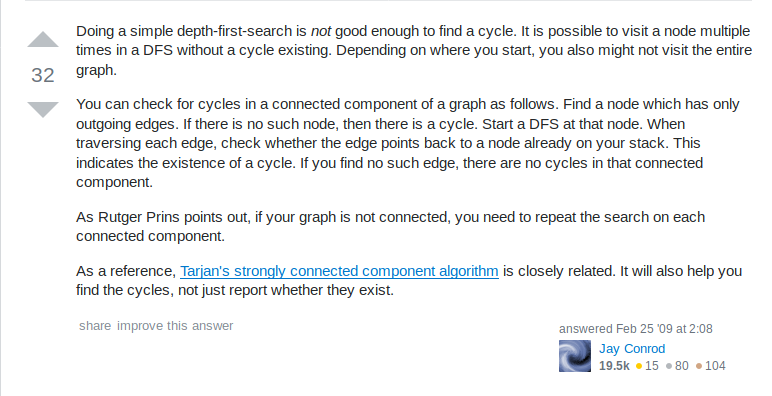 Doing a simple depth-first-search is not good enough to find a cycle. It is possible to visit a node multiple
times in a DFS without a cycle existing. Depending on where you start, you also might not visit the entire
graph.
32
You can check for cycles in a connected component of a graph as follows. Find a node which has only
outgoing edges. If there is no such node, then there is a cycle. Start a DFS at that node. When
traversing each edge, check whether the edge points back to a node already on your stack. This
indicates the existence of a cycle. If you find no such edge, there are no cycles in that connected
component.
As Rutger Prins points out, if your graph is not connected, you need to repeat the search on each
connected component.
As a reference, Tarjan's strongly connected component algorithm is closely related. It will also help you
find the cycles, not just report whether they exist.
share improve this answer
answered Feb 25 '09 at 2:08
Jay Conrod
19.5k ● 15 ● 80 ● 104